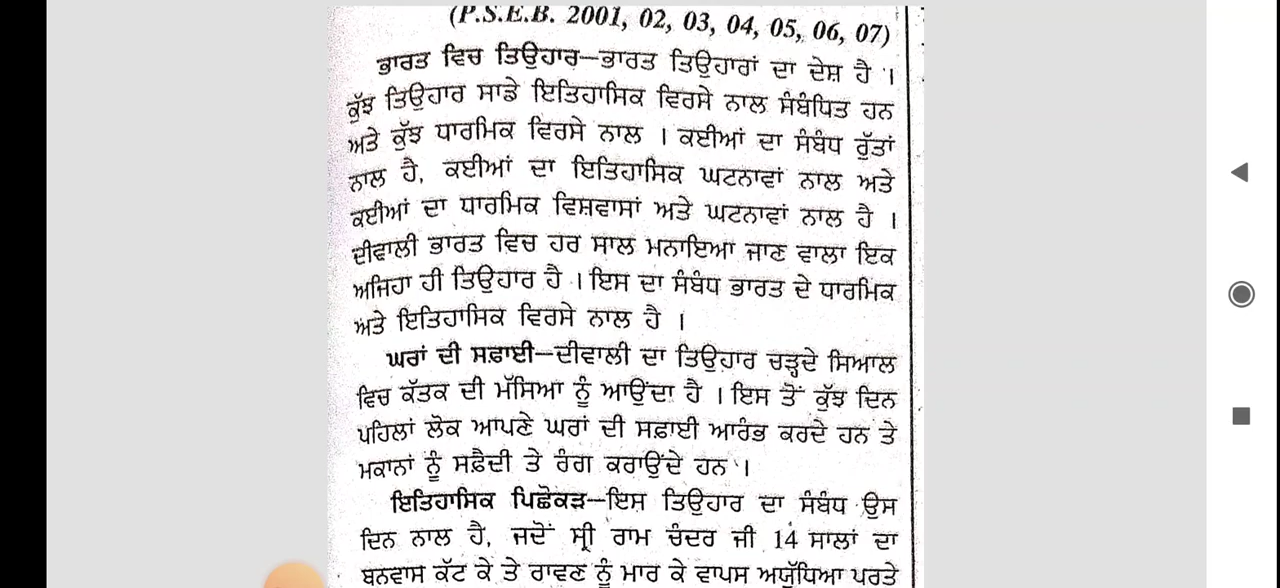 (P.S.E.B. 2001, 02, 03, 04, 05, 06, 07)
ਭਾਰਤ ਵਿਚ ਤਿਉਹਾਰ—ਭਾਰਤ ਤਿਉਹਾਰਾਂ ਦਾ ਦੇਸ਼ ਹੈ ।
ਕੁੱਝ ਤਿਉਹਾਰ ਸਾਡੇ ਇਤਿਹਾਸਿਕ ਵਿਰਸੇ ਨਾਲ ਸੰਬੰਧਿਤ ਹਨ
ਅਤੇ ਕੁੱਝ ਧਾਰਮਿਕ ਵਿਰਸੇ ਨਾਲ । ਕਈਆਂ ਦਾ ਸੰਬੰਧ ਰੁੱਤਾਂ
ਨਾਲ ਹੈ, ਕਈਆਂ ਦਾ ਇਤਿਹਾਸਿਕ ਘਟਨਾਵਾਂ ਨਾਲ ਅਤੇ
ਕਈਆਂ ਦਾ ਧਾਰਮਿਕ ਵਿਸ਼ਵਾਸਾਂ ਅਤੇ ਘਟਨਾਵਾਂ ਨਾਲ ਹੈ ।
ਦੀਵਾਲੀ ਭਾਰਤ ਵਿਚ ਹਰ ਸਾਲ ਮਨਾਇਆ ਜਾਣ ਵਾਲਾ ਇਕ
ਅਜਿਹਾ ਹੀ ਤਿਉਹਾਰ ਹੈ । ਇਸ ਦਾ ਸੰਬੰਧ ਭਾਰਤ ਦੇ ਧਾਰਮਿਕ
ਅਤੇ ਇਤਿਹਾਸਿਕ ਵਿਰਸੇ ਨਾਲ ਹੈ ।
ਘਰਾਂ ਦੀ ਸਫ਼ਾਈ—ਦੀਵਾਲੀ ਦਾ ਤਿਉਹਾਰ ਚੜ੍ਹਦੇ ਸਿਆਲ
ਵਿਚ ਕੱਤਕ ਦੀ ਮੱਸਿਆ ਨੂੰ ਆਉਂਦਾ ਹੈ । ਇਸ ਤੋਂ ਕੁੱਝ ਦਿਨ
ਪਹਿਲਾਂ ਲੋਕ ਆਪਣੇ ਘਰਾਂ ਦੀ ਸਫ਼ਾਈ ਆਰੰਭ ਕਰਦੇ ਹਨ ਤੇ
ਮਕਾਨਾਂ ਨੂੰ ਸਫ਼ੈਦੀ ਤੇ ਰੰਗ ਕਰਾਉਂਦੇ ਹਨ ।
ਇਤਿਹਾਸਿਕ ਪਿਛੋਕੜ—ਇਸ ਤਿਉਹਾਰ ਦਾ ਸੰਬੰਧ ਉਸ
ਦਿਨ ਨਾਲ ਹੈ, ਜਦੋਂ ਸ੍ਰੀ ਰਾਮ ਚੰਦਰ ਜੀ 14 ਸਾਲਾਂ ਦਾ
ਬਨਵਾਸ ਕੱਟ ਕੇ ਤੇ ਰਾਵਣ ਨੂੰ ਮਾਰ ਕੇ ਵਾਪਸ ਅਯੁੱਧਿਆ ਪਰਤੇ